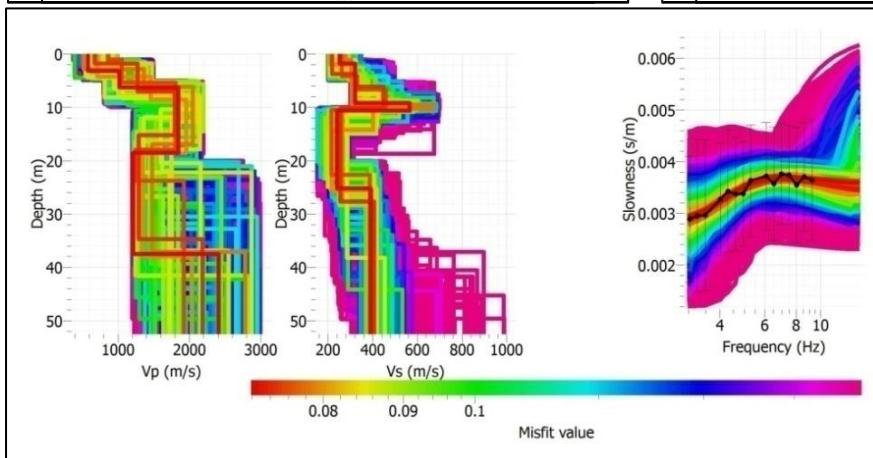 0
10
20
30
40
50
Depth (m)
1000 2000 3000
Vp (m/s)
0
10
20
30
40
50
Depth (m)
200 400 600 800 1000
Vs (m/s)
0.006
0.005
0.004
0.003
0.002
Slowness (s/m)
4 6 8 10
Frequency (Hz)
0.08 0.09 0.1
Misfit value